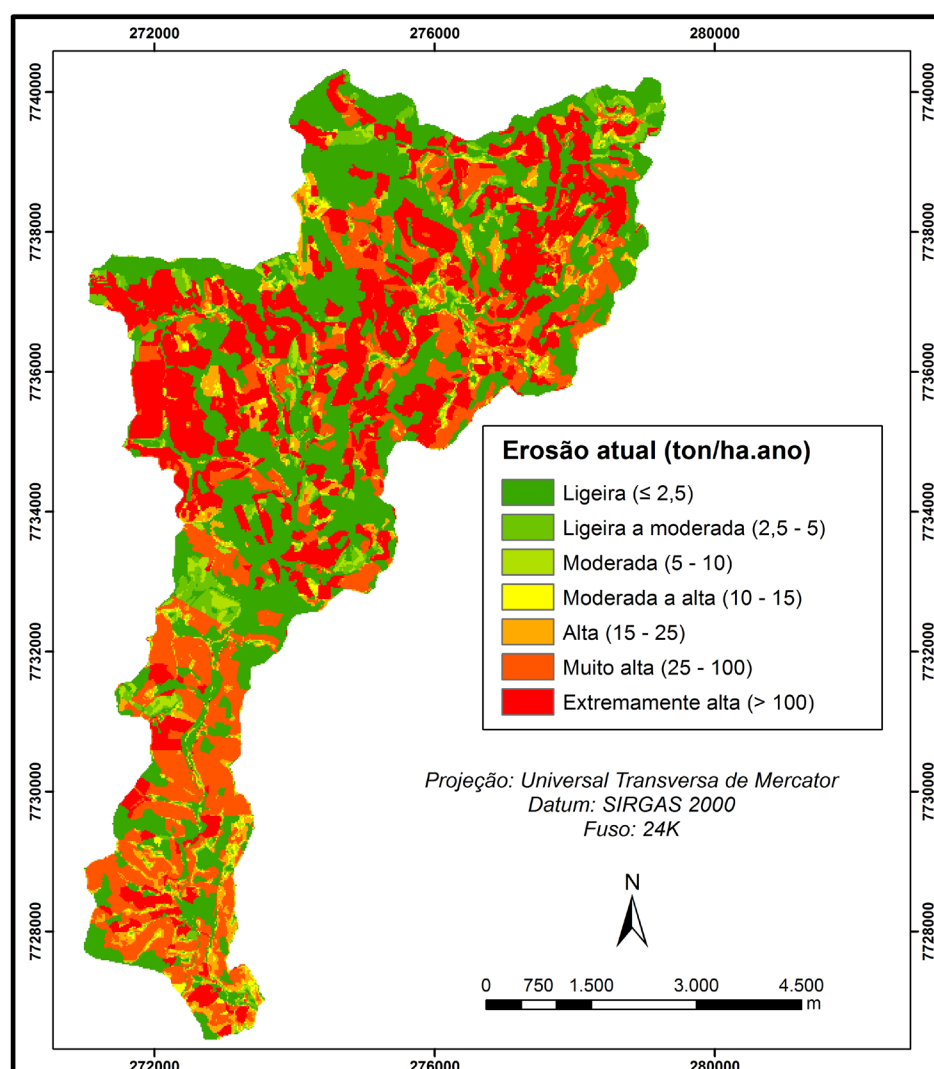 272000 276000 280000
7740000 7740000
7738000 7738000
7736000 7736000
Erosão atual (ton/ha.ano)
Ligeira (≤ 2,5)
7734000 7734000
Ligeira a moderada (2,5 - 5)
Moderada (5 - 10)
Moderada a alta (10 - 15)
Alta (15 - 25)
7732000 7732000
Muito alta (25 - 100)
Extremamente alta (> 100)
7730000 7730000
Projeção: Universal Transversa de Mercator
Datum: SIRGAS 2000
Fuso: 24K
N
7728000 7728000
0 750 1.500 3.000 4.500
m
272000 276000 280000